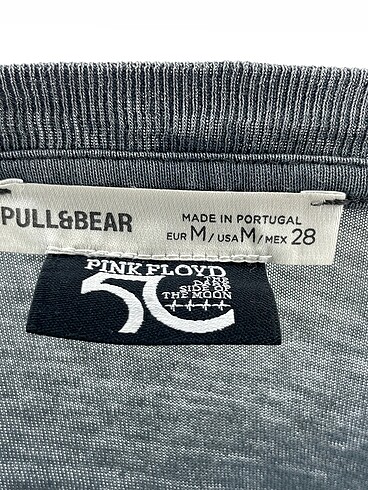 PULL&BEAR
MADE IN PORTUGAL
EUR M/USA M/MEX 28
PINK FLOYD
50
THE
DARK
SIDE OF
THE MOON